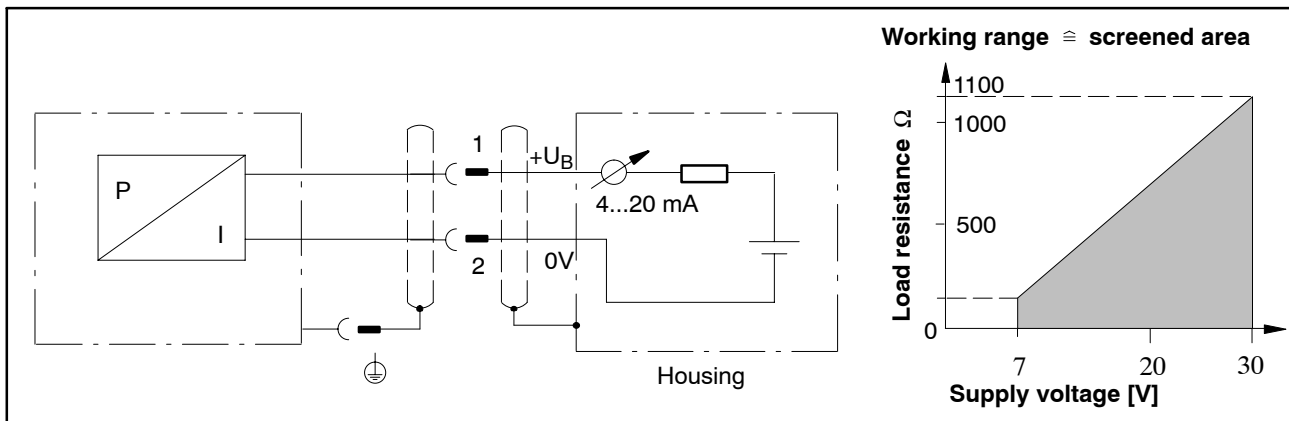 Working range ≙ screened area
P
I
1
+UB
4...20 mA
2
0V
Housing
Load resistance Ω
1100
1000
500
0
7
20
30
Supply voltage [V]